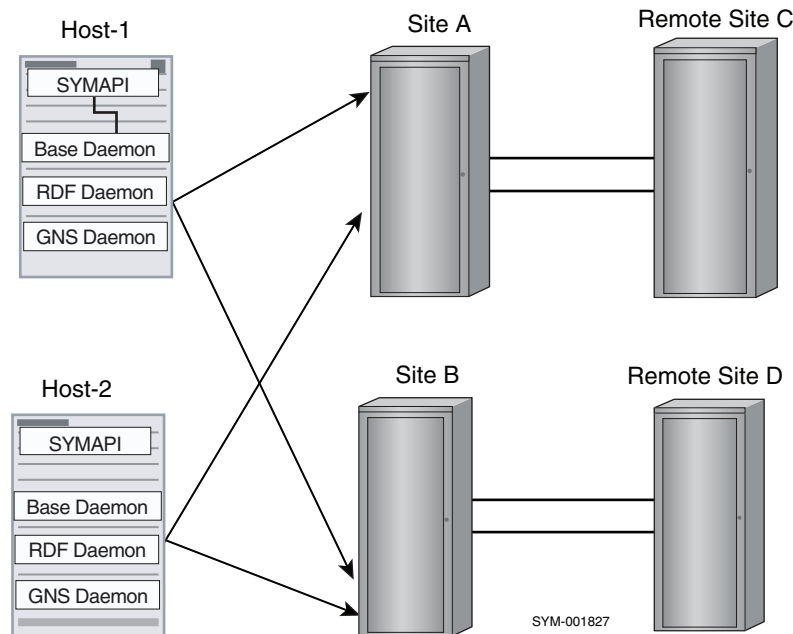 Host-1
SYMAPI
Base Daemon
RDF Daemon
GNS Daemon
Site A
Remote Site C
Host-2
SYMAPI
Base Daemon
RDF Daemon
GNS Daemon
Site B
Remote Site D
SYM-001827